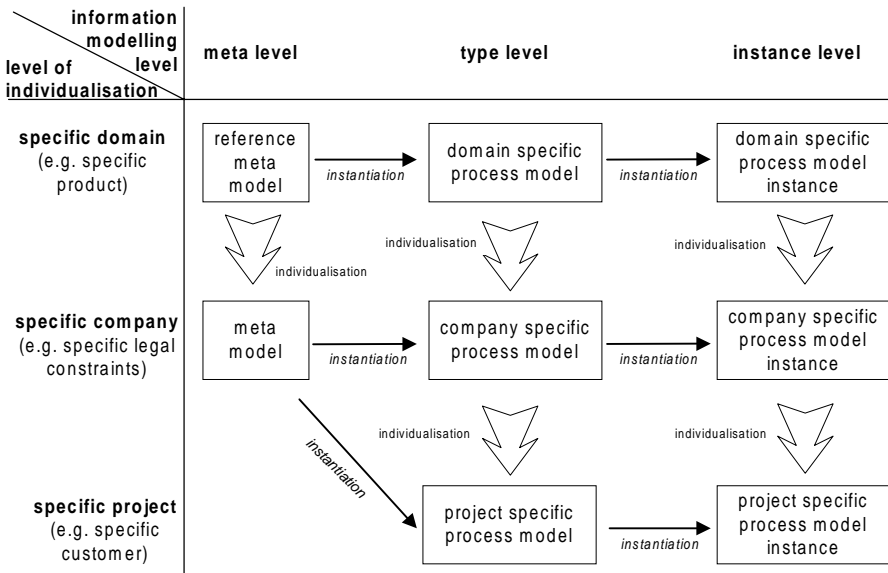 information
modelling
level
level of
individualisation
meta level
type level
instance level
specific domain
(e.g. specific
product)
reference
meta
model
instantiation
domain specific
process model
instantiation
domain specific
process model
instance
individualisation
individualisation
individualisation
specific company
(e.g. specific legal
constraints)
meta
model
instantiation
company specific
process model
instantiation
company specific
process model
instance
instantiation
individualisation
individualisation
specific project
(e.g. specific
customer)
project specific
process model
instantiation
project specific
process model
instance